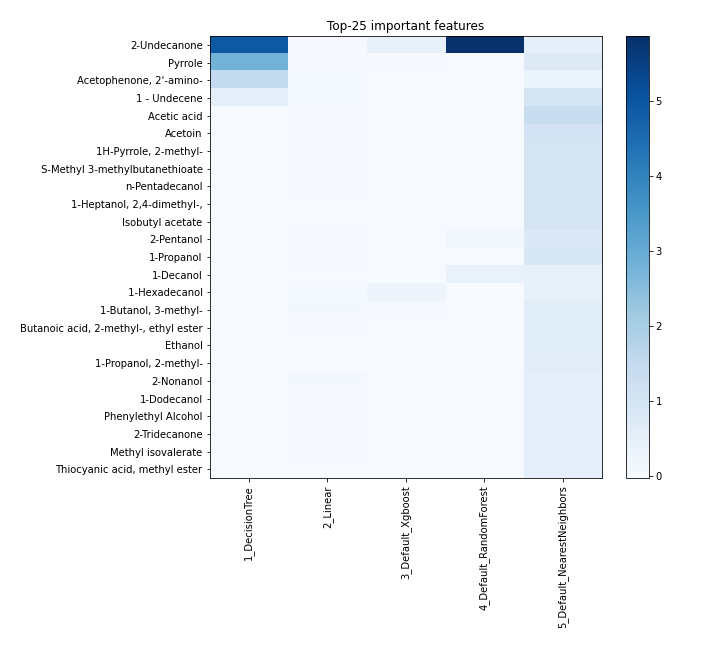 Top-25 important features
2-Undecanone
Pyrrole
Acetophenone, 2'-amino-
1 - Undecene
Acetic acid
Acetoin
1H-Pyrrole, 2-methyl-
S-Methyl 3-methylbutanethioate
n-Pentadecanol
1-Heptanol, 2,4-dimethyl-,
Isobutyl acetate
2-Pentanol
1-Propanol
1-Decanol
1-Hexadecanol
1-Butanol, 3-methyl-
Butanoic acid, 2-methyl-, ethyl ester
Ethanol
1-Propanol, 2-methyl-
2-Nonanol
1-Dodecanol
Phenylethyl Alcohol
2-Tridecanone
Methyl isovalerate
Thiocyanic acid, methyl ester
1_DecisionTree
2_Linear
3_Default_Xgboost
4_Default_RandomForest
5_Default_NearestNeighbors
5
4
3
2
1
0